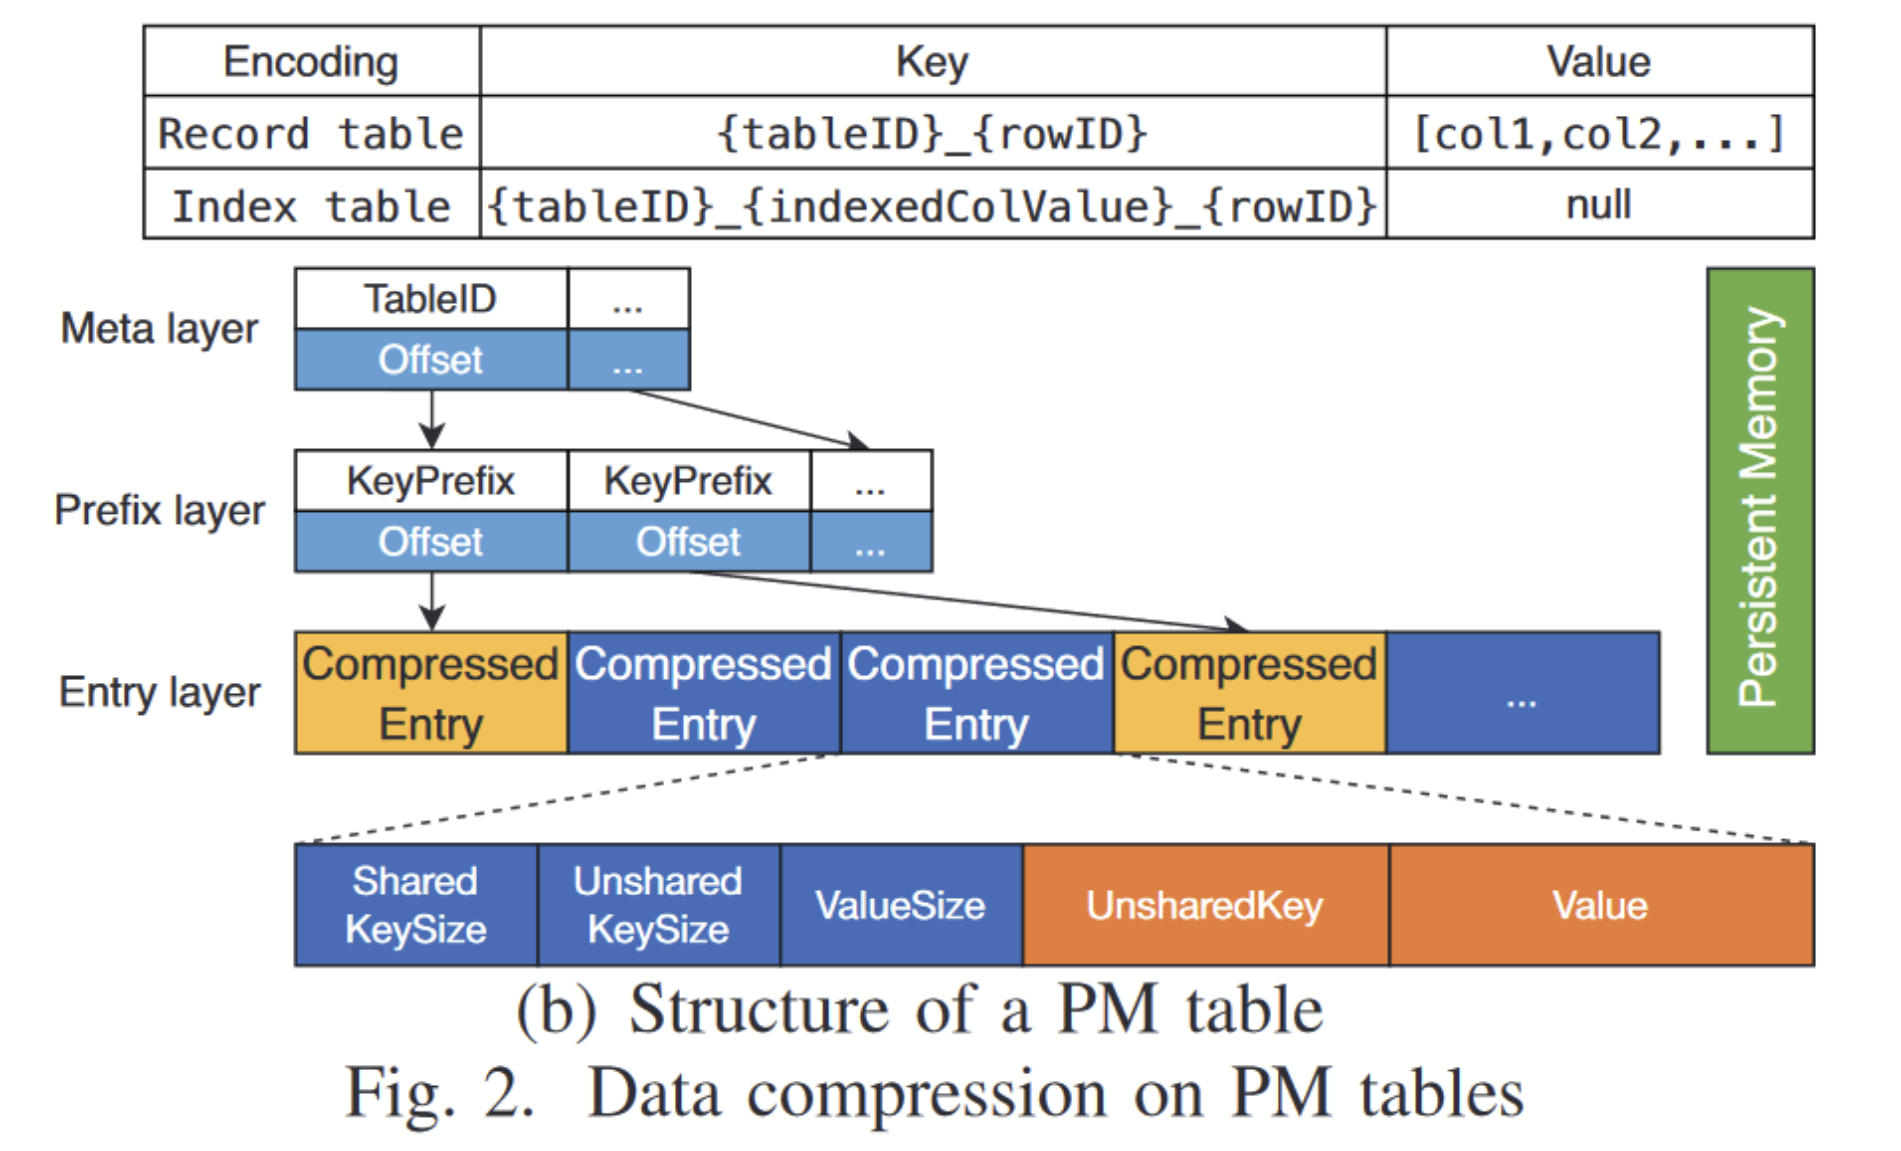 Encoding Key Value
Record table {tableID}_{rowID} [col1,col2,...]
Index table {tableID}_{indexedColValue}_{rowID} null
Meta layer
TableID ...
Offset ...
Prefix layer
KeyPrefix KeyPrefix ...
Offset Offset ...
Entry layer
Compressed Entry
Compressed Entry
Compressed Entry
Compressed Entry
...
Persistent Memory
Shared KeySize
Unshared KeySize
ValueSize
UnsharedKey
Value
(b) Structure of a PM table
Fig. 2. Data compression on PM tables